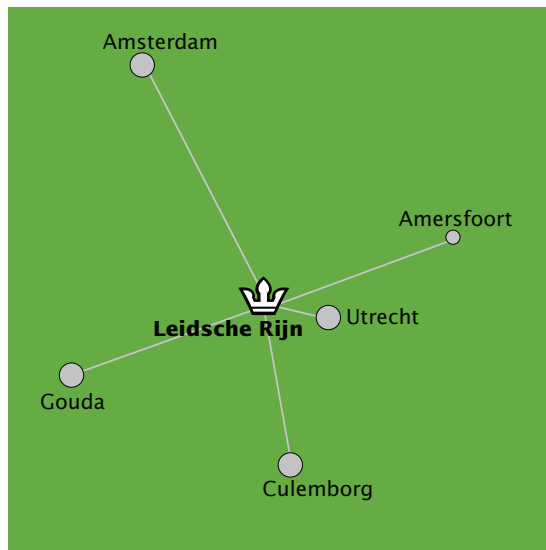 Amsterdam
Amersfoort
Utrecht
Leidsche Rijn
Gouda
Culemborg